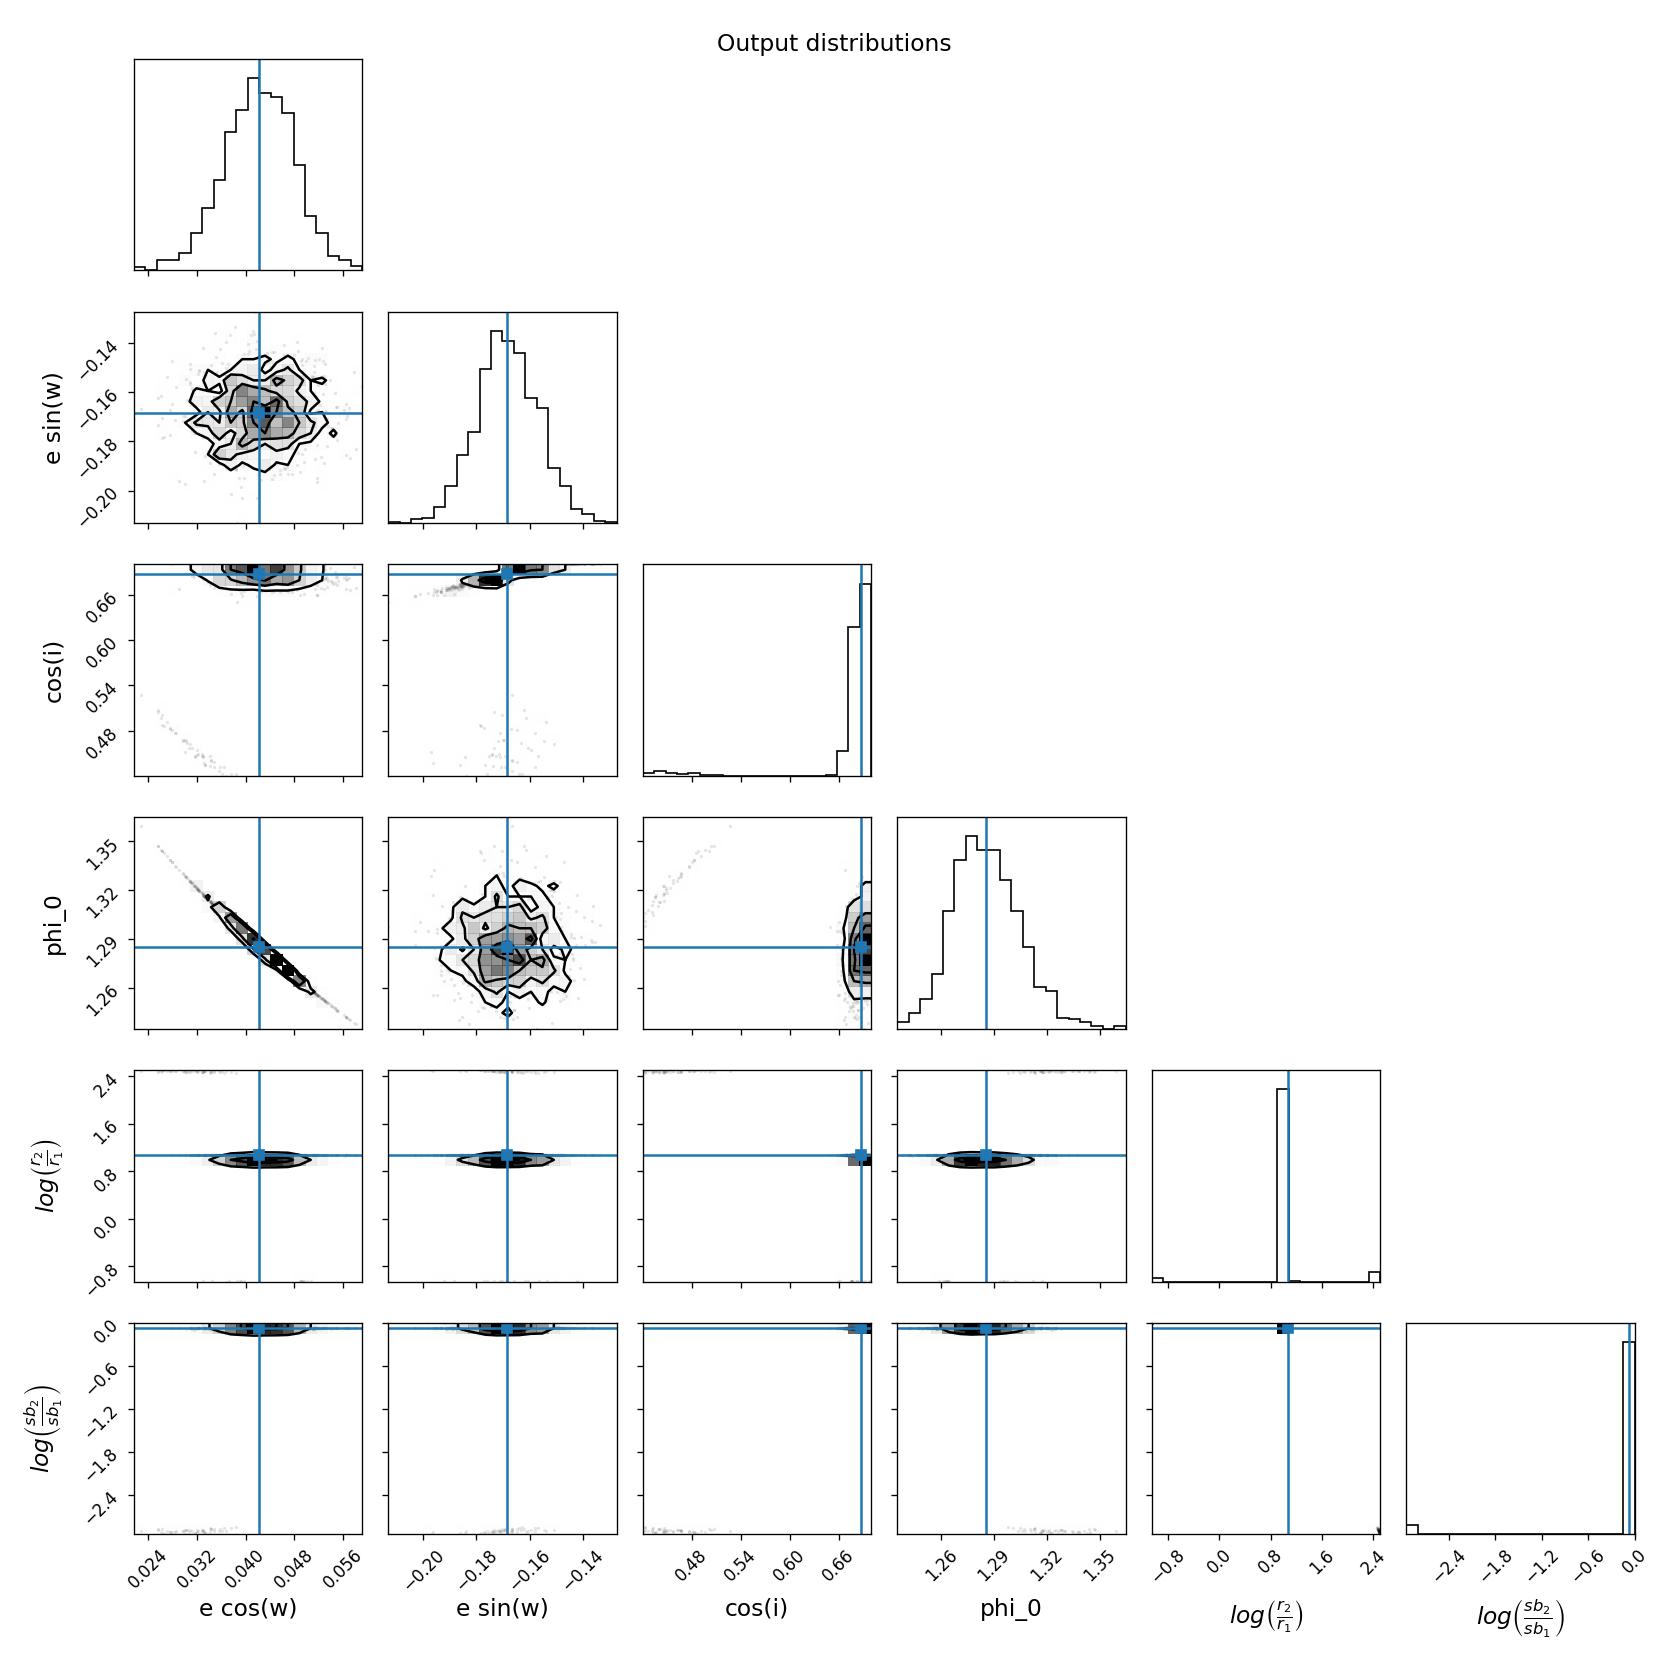 Output distributions
−0.14
−0.16
−0.18
−0.20
e sin(w)
0.66
0.60
0.54
0.48
cos(i)
1.35
1.32
1.29
1.26
phi_0
2.4
1.6
0.8
0.0
−0.8
log(r₂/r₁)
0.0
−0.6
−1.2
−1.8
−2.4
log(sb₂/sb₁)
0.024 0.032 0.040 0.048 0.056
−0.20 −0.18 −0.16 −0.14
0.48 0.54 0.60 0.66
1.26 1.29 1.32 1.35
−0.8 0.0 0.8 1.6 2.4
−2.4 −1.8 −1.2 −0.6 0.0
e cos(w)
e sin(w)
cos(i)
phi_0
log(r₂/r₁)
log(sb₂/sb₁)